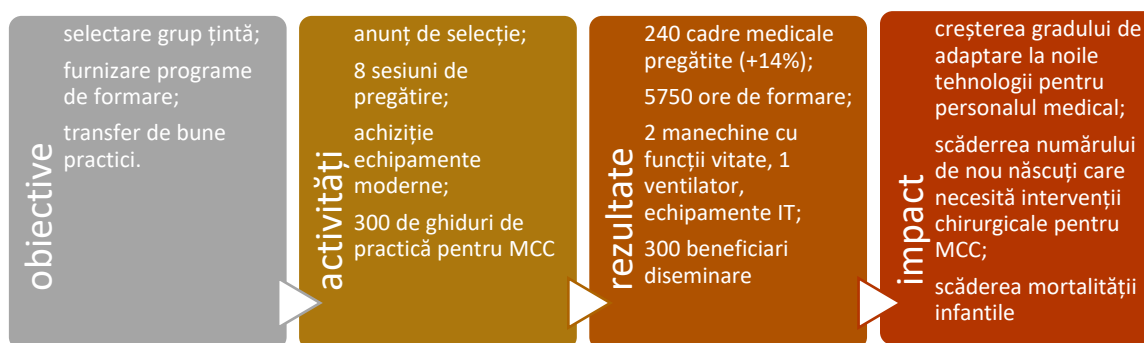 obiective
selectare grup țintă;
furnizare programe
de formare;
transfer de bune
practici.
activități
anunț de selecție;
8 sesiuni de
pregătire;
achiziție
echipamente
moderne;
300 de ghiduri de
practică pentru MCC
rezultate
240 cadre medicale
pregătite (+14%);
5750 ore de formare;
2 manechine cu
funcții vitate, 1
ventilator,
echipamente IT;
300 beneficiari
diseminare
impact
creșterea gradului de
adaptare la noile
tehnologii pentru
personalul medical;
scăderrea numărului
de nou născuți care
necesită intervenții
chirurgicale pentru
MCC;
scăderea mortalității
infantile